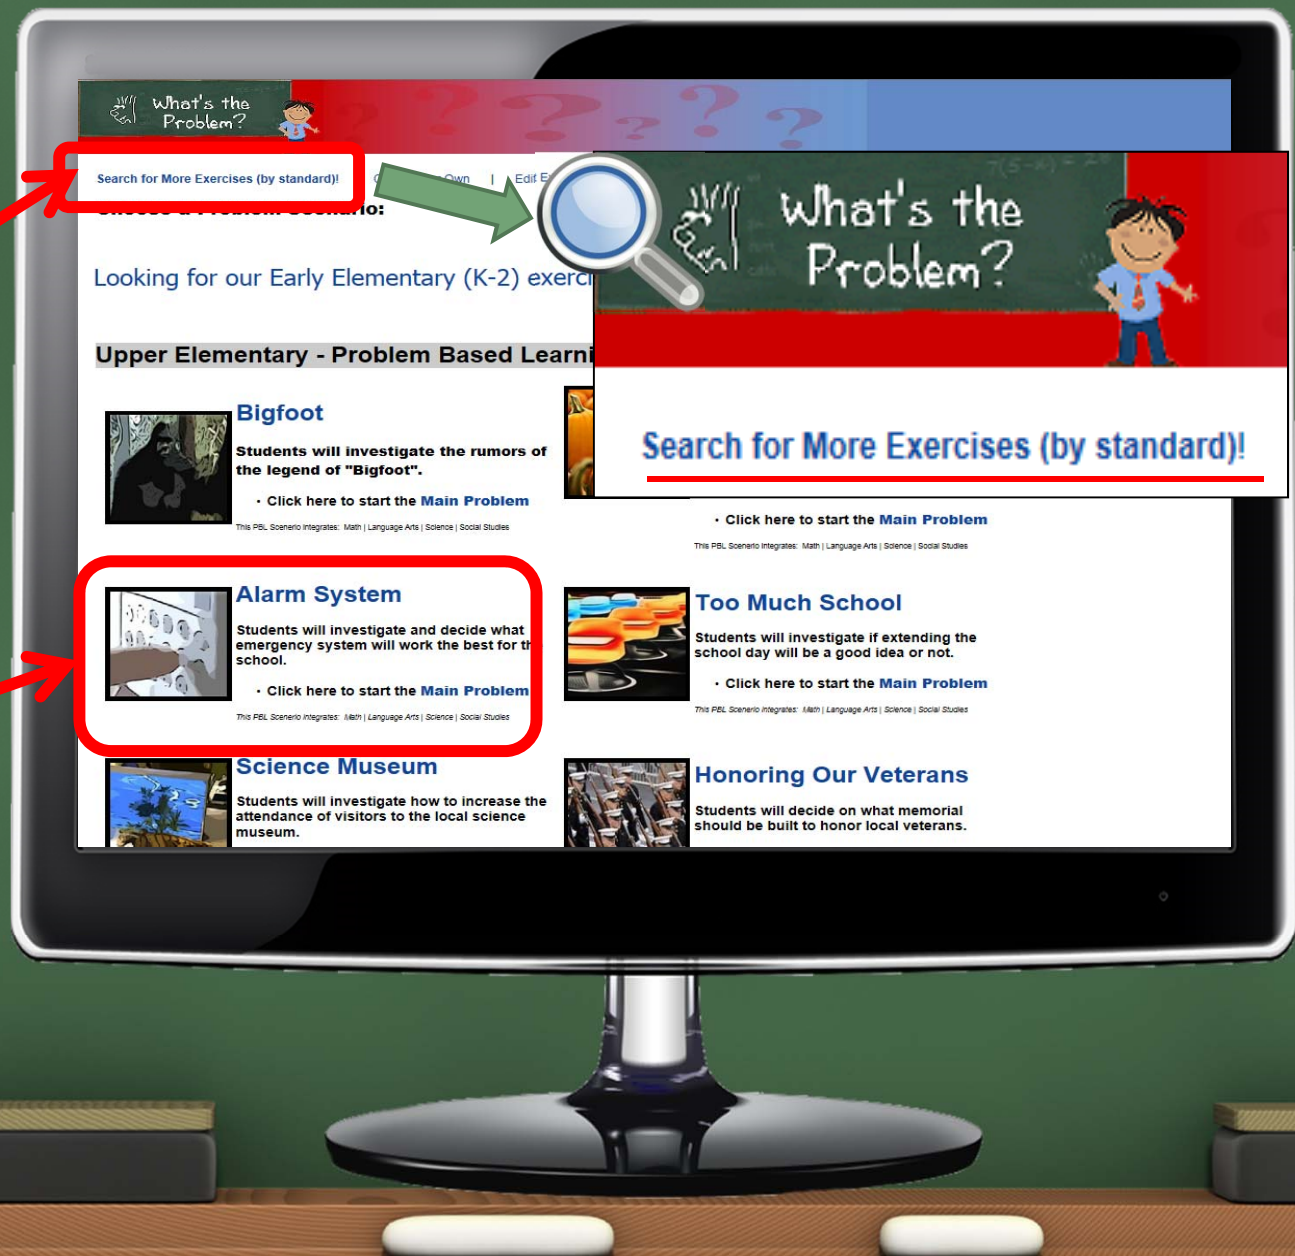 What's the
Problem?
Search for More Exercises (by standard)!
Own | Edit
Looking for our Early Elementary (K-2)
Upper Elementary - Problem Based
What's the
Problem?
Search for More Exercises (by standard)!
Bigfoot
Students will investigate the rumors of
the legend of "Bigfoot".
• Click here to start the Main Problem
This PBL Scenerio Integrates: Math | Language Arts | Science | Social Studies
• Click here to start the Main Problem
This PBL Scenerio Integrates: Math | Language Arts | Science | Social Studies
Alarm System
Students will investigate and decide what
emergency system will work the best for
school.
• Click here to start the Main Problem
This PBL Scenerio Integrates: Math | Language Arts | Science | Social Studies
Too Much School
Students will investigate if extending the
school day will be a good idea or not.
• Click here to start the Main Problem
This PBL Scenerio Integrates: Math | Language Arts | Science | Social Studies
Science Museum
Students will investigate how to increase the
attendance of visitors to the local science
museum.
Honoring Our Veterans
Students will decide on what memorial
should be built to honor local veterans.